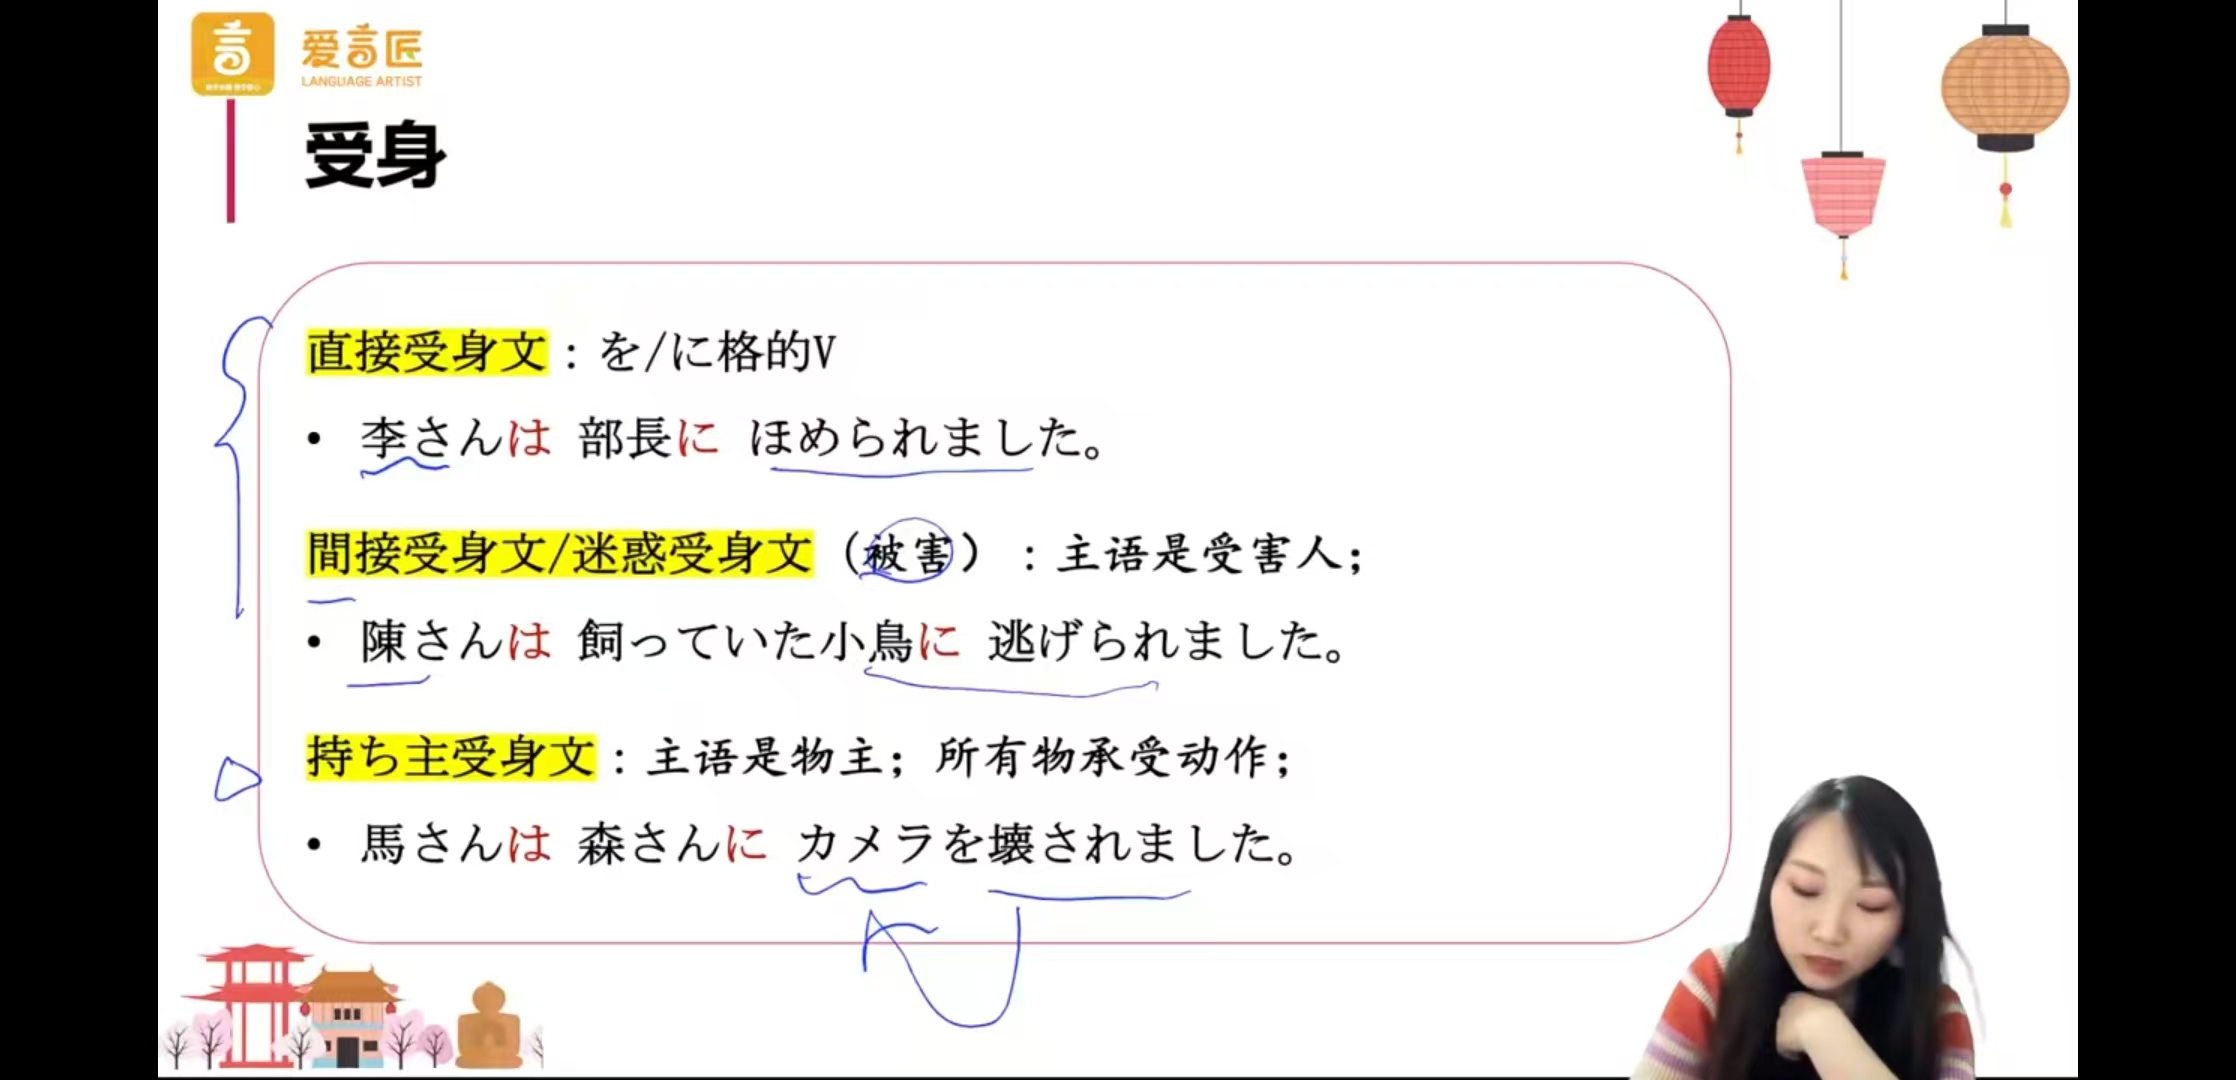 爱言匠
LANGUAGE ARTIST
受身
直接受身文：を/に格的V
• 李さんは 部長に ほめられました。
間接受身文/迷惑受身文（被害）：主语是受害人；
• 陳さんは 飼っていた小鳥に 逃げられました。
持ち主受身文：主语是物主；所有物承受动作；
• 馬さんは 森さんに カメラを壊されました。